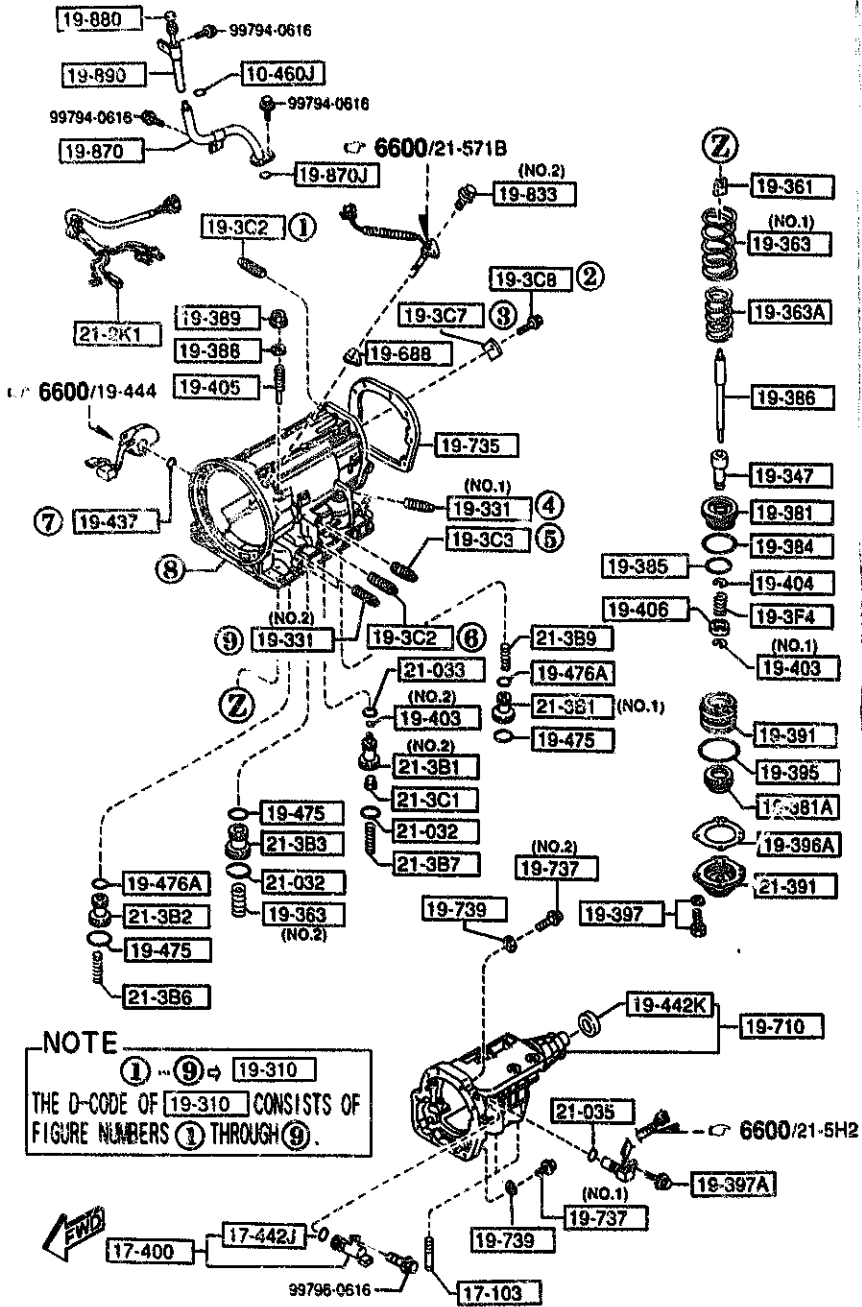 19-880
99794-0616
19-890
10-460J
99794-0616
99794-0616
19-870
6600/21-571B
19-870J
(NO.2)
19-833
Z
19-361
(NO.1)
19-363
19-3C2 ①
19-3C8 ②
19-363A
19-389
19-3C7 ③
21-2K1
19-388
19-688
19-405
6600/19-444
19-386
19-735
19-347
(NO.1)
19-331 ④
19-381
⑦ 19-437
19-3C3 ⑤
19-384
19-385
⑧
19-404
19-406
19-3F4
(NO.2)
⑨ 19-331
19-3C2 ⑥
21-3B9
(NO.1)
19-403
21-033
19-476A
Z
(NO.2)
19-403
21-3B1 (NO.1)
19-391
(NO.2)
21-3B1
19-475
19-395
21-3C1
19-381A
19-475
21-032
19-396A
21-3B3
21-3B7
(NO.2)
19-737
21-391
19-476A
21-032
19-739
19-397
21-3B2
19-363
(NO.2)
19-475
21-3B6
19-442K
19-710
NOTE
①-⑨⇨ 19-310
THE D-CODE OF 19-310 CONSISTS OF
FIGURE NUMBERS ① THROUGH ⑨.
21-035
6600/21-5H2
19-397A
(NO.1)
19-737
19-739
FWD
17-442J
17-400
99796-0616
17-103